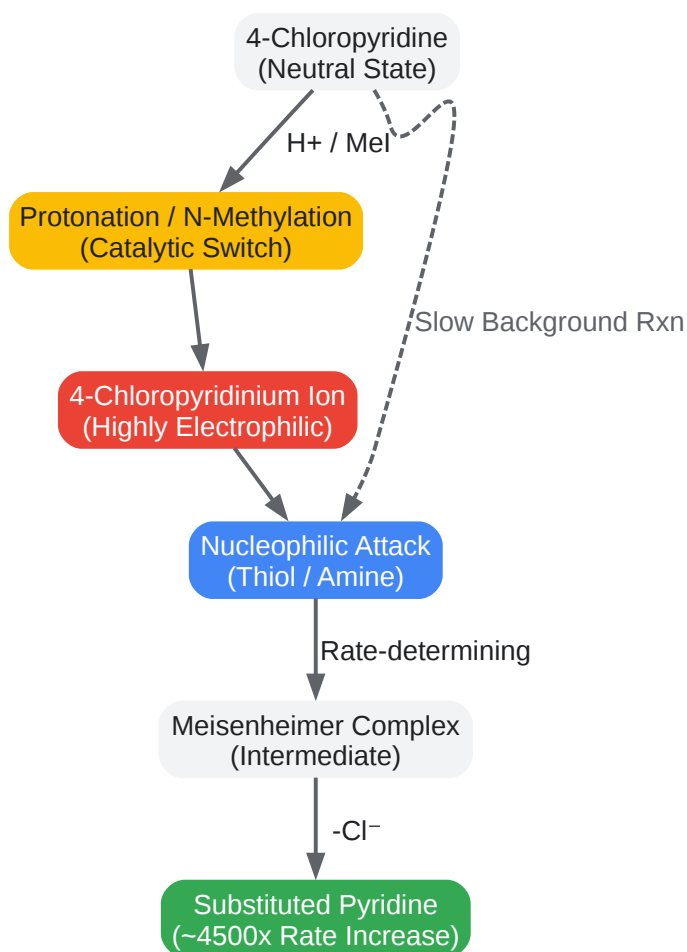 4-Chloropyridine
(Neutral State)
H+ / MeI
Protonation / N-Methylation
(Catalytic Switch)
Slow Background Rxn
4-Chloropyridinium Ion
(Highly Electrophilic)
Nucleophilic Attack
(Thiol / Amine)
Rate-determining
Meisenheimer Complex
(Intermediate)
-Cl⁻
Substituted Pyridine
(~4500x Rate Increase)